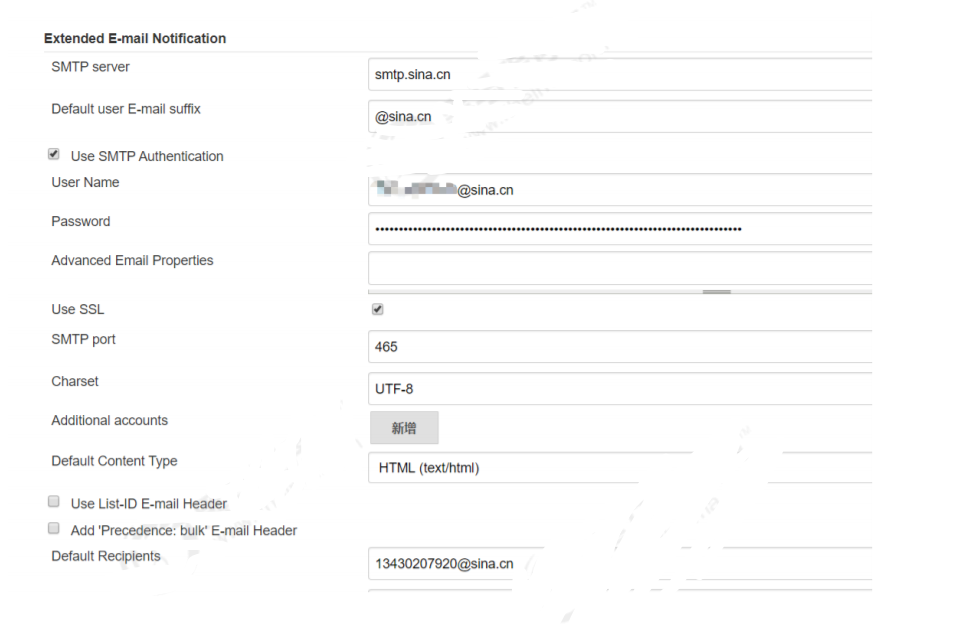 Extended E-mail Notification
SMTP server
smtp.sina.cn
Default user E-mail suffix
@sina.cn
Use SMTP Authentication
User Name
@sina.cn
Password
Advanced Email Properties
Use SSL
SMTP port
465
Charset
UTF-8
Additional accounts
新增
Default Content Type
HTML (text/html)
Use List-ID E-mail Header
Add 'Precedence: bulk' E-mail Header
Default Recipients
13430207920@sina.cn